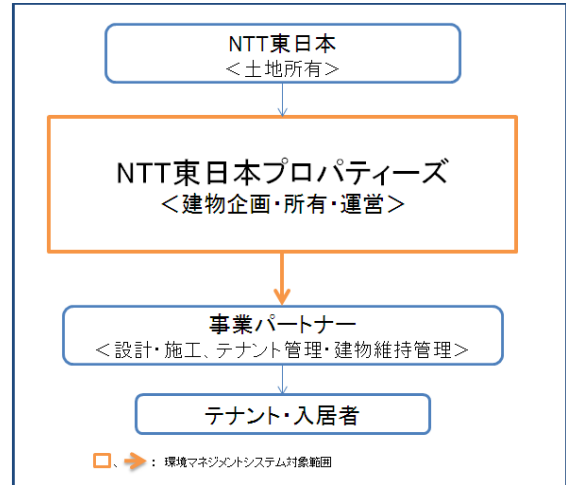 NTT東日本
＜土地所有＞
NTT東日本プロパティーズ
＜建物企画・所有・運営＞
事業パートナー
＜設計・施工、テナント管理・建物維持管理＞
テナント・入居者
、 ： 環境マネジメントシステム対象範囲